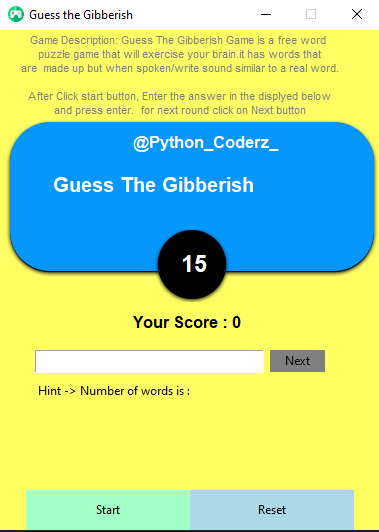 Guess the Gibberish
Game Description: Guess The Gibberish Game is a free word
puzzle game that will exercise your brain.it has words that
are  made up but when spoken/write sound similar to a real word.
After Click start button, Enter the answer in the displyed below
and press enter.  for next round click on Next button
@Python_Coderz_
Guess The Gibberish
15
Your Score : 0
Next
Hint -> Number of words is :
Start
Reset